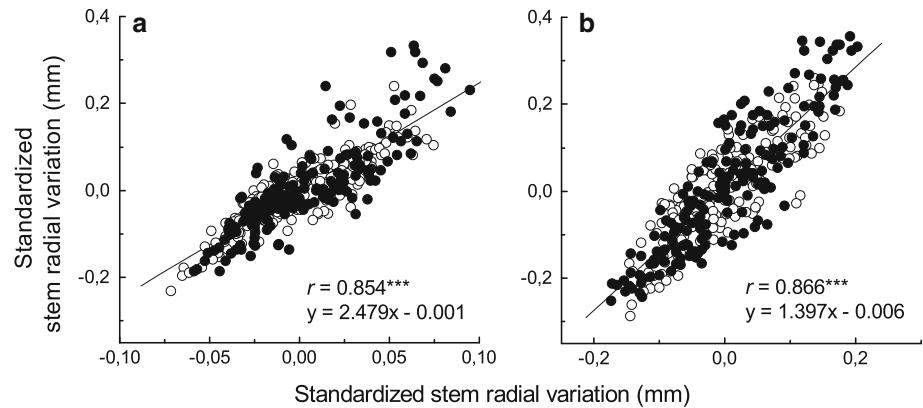 a
b
0,4
0,2
0,0
-0,2
Standardized
stem radial variation (mm)
r = 0.854***
y = 2.479x - 0.001
-0,10 -0,05 0,00 0,05 0,10
0,4
0,2
0,0
-0,2
r = 0.866***
y = 1.397x - 0.006
-0,2 0,0 0,2
Standardized stem radial variation (mm)